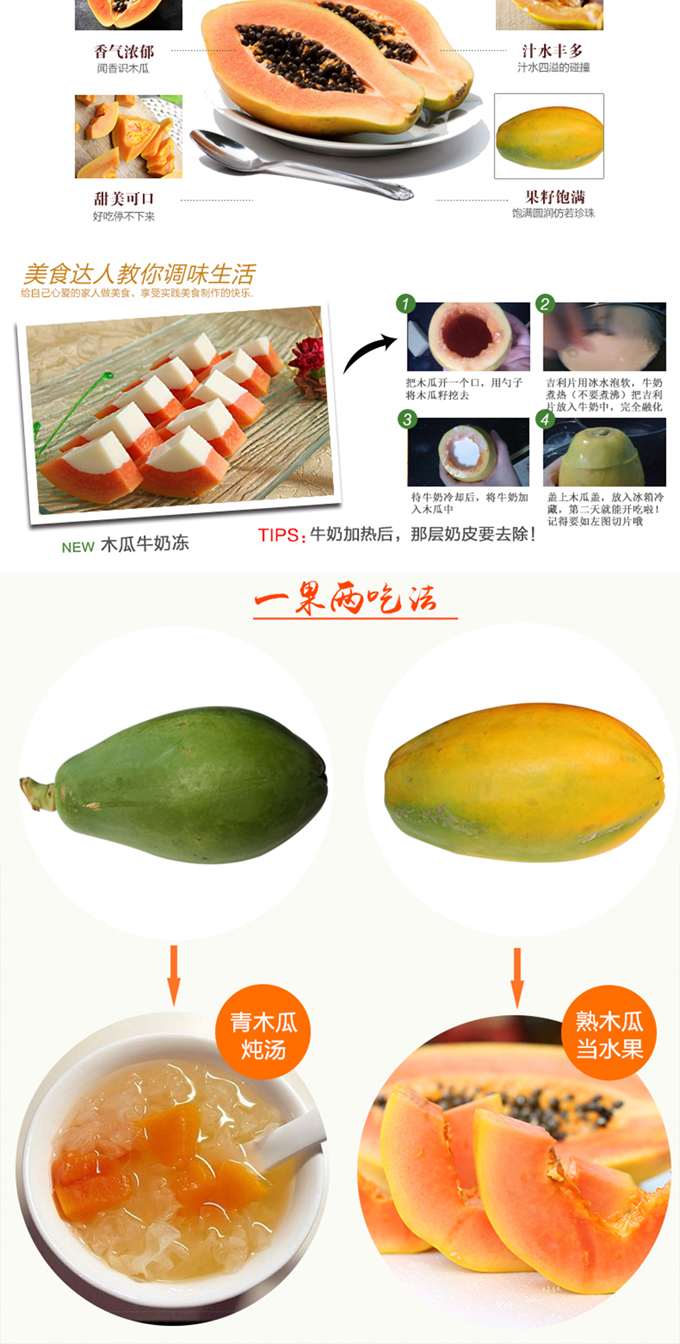 香气浓郁
闻香识木瓜
汁水丰多
汁水四溢的碰撞
甜美可口
好吃停不下来
果籽饱满
饱满圆润仿若珍珠
美食达人教你调味生活
给自己心爱的家人做美食，享受实践美食制作的快乐.
1
把木瓜开一个口，用勺子
将木瓜籽挖去
2
吉利片用冰水泡软，牛奶
煮热（不要煮沸）把吉利
片放入牛奶中，完全融化
3
待牛奶冷却后，将牛奶加
入木瓜中
4
盖上木瓜盖，放入冰箱冷
藏，第二天就能开吃啦！
记得要如左图切片哦
NEW 木瓜牛奶冻
TIPS：牛奶加热后，那层奶皮要去除！
一果两吃法
青木瓜
炖汤
熟木瓜
当水果